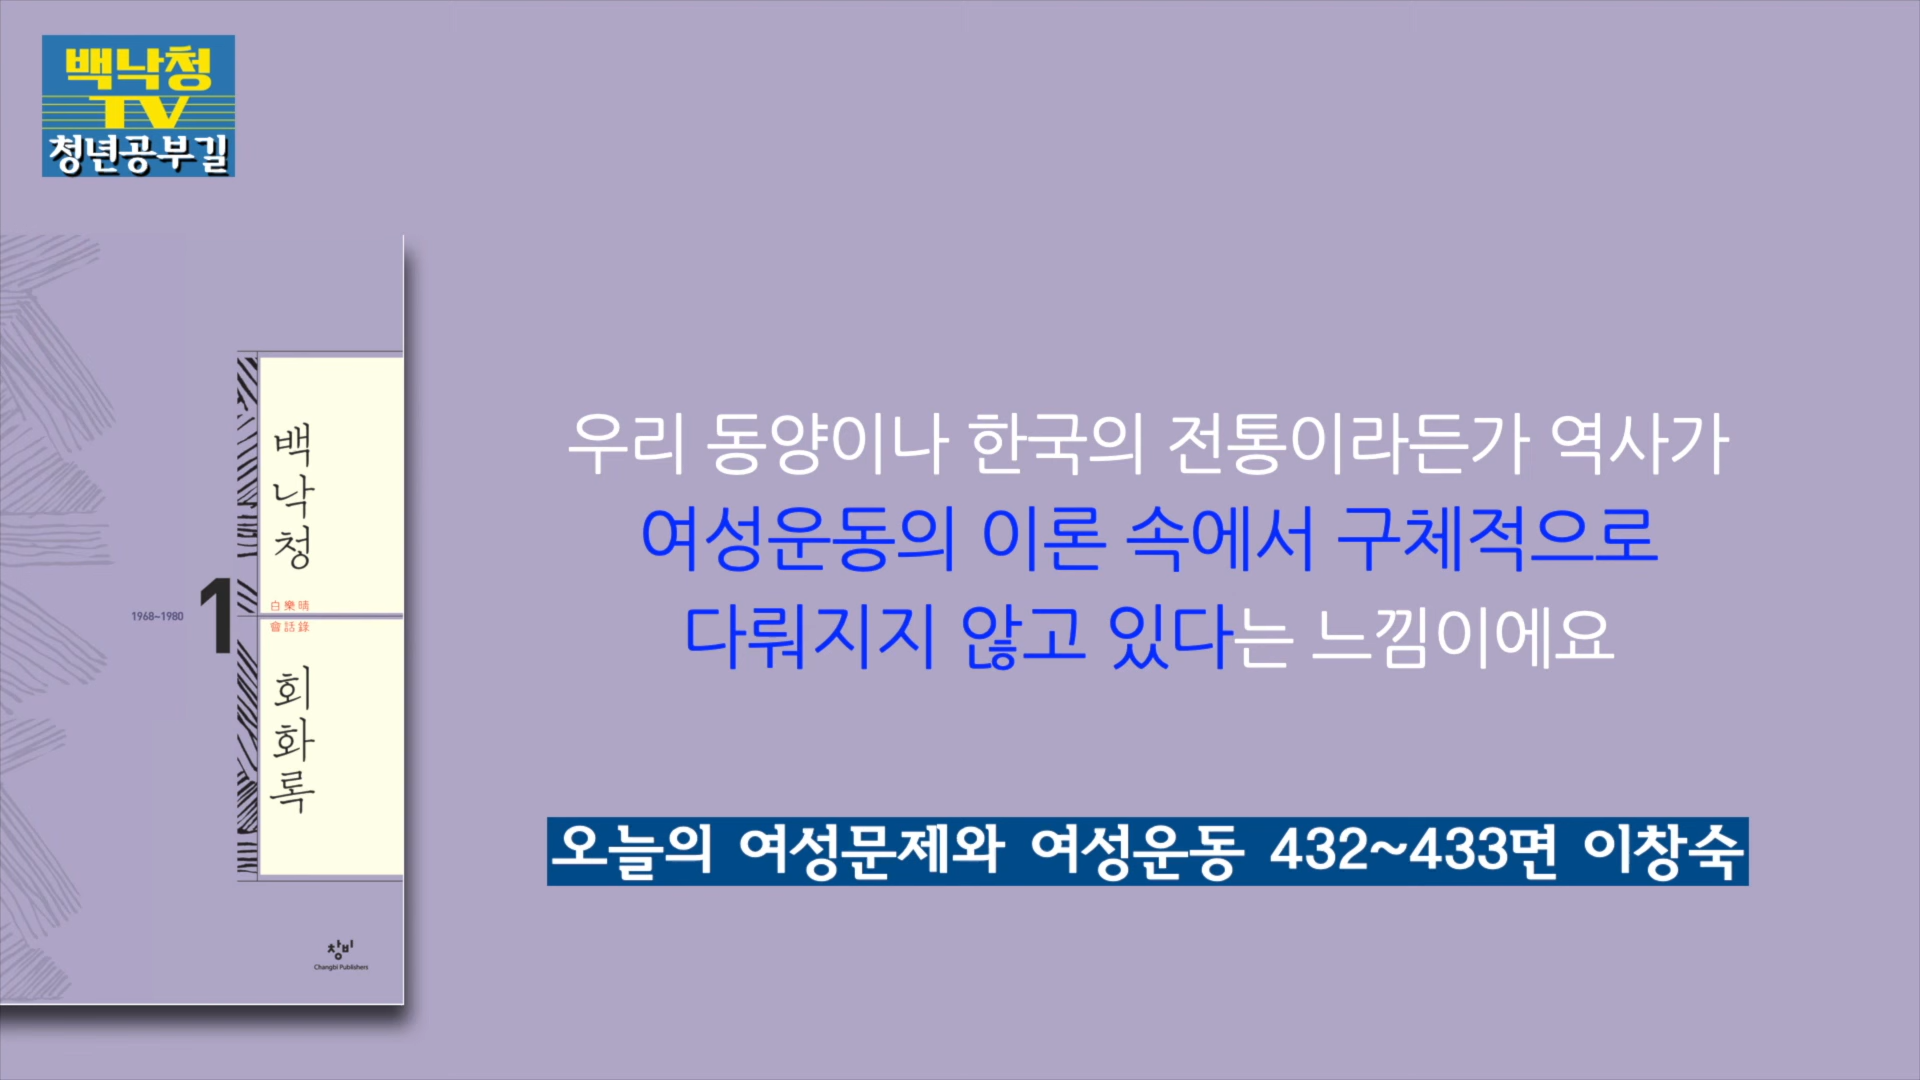 백낙청
TV
청년공부길
백낙청
회화록
1968~1980
1
白樂晴
會話錄
창비
Changbi Publishers
우리 동양이나 한국의 전통이라든가 역사가
여성운동의 이론 속에서 구체적으로
다뤄지지 않고 있다는 느낌이에요
오늘의 여성문제와 여성운동 432~433면 이창숙